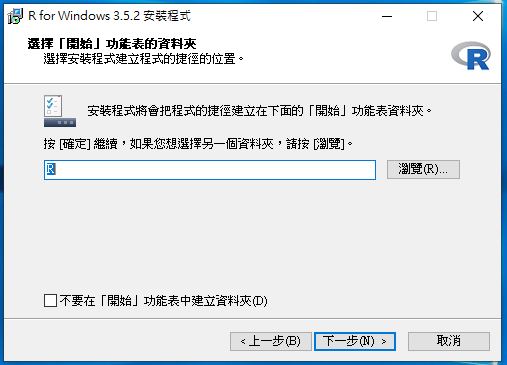 R for Windows 3.5.2 安裝程式
選擇「開始」功能表的資料夾
選擇安裝程式建立程式的捷徑的位置。
R
安裝程式將會把程式的捷徑建立在下面的「開始」功能表資料夾。
按 [確定] 繼續，如果您想選擇另一個資料夾，請按 [瀏覽]。
R
瀏覽(R)...
不要在「開始」功能表中建立資料夾(D)
< 上一步(B)
下一步(N) >
取消